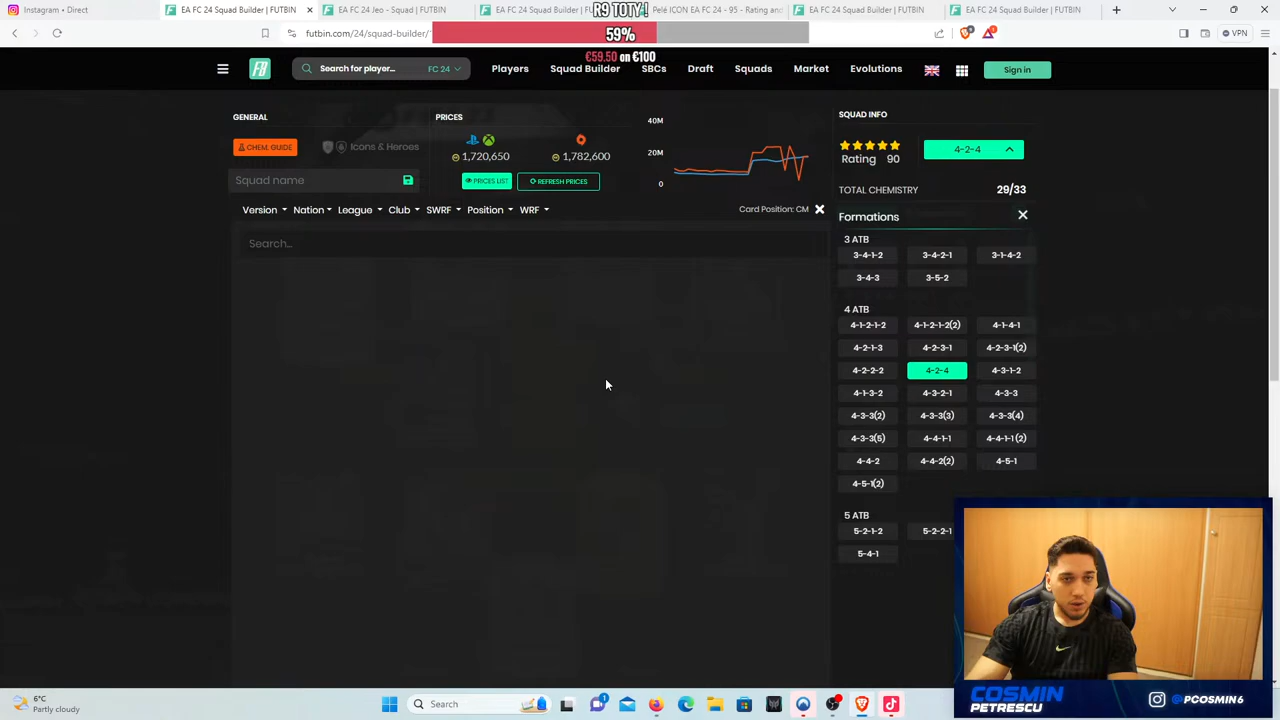 Instagram • Direct
EA FC 24 Squad Builder | FUTBIN
EA FC 24 Jeo - Squad | FUTBIN
EA FC 24 Squad Builder | FU
R9 TOTY !
Pelé ICON EA FC 24 - 95 - Rating and
EA FC 24 Squad Builder | FUTBIN
EA FC 24 Squad Builder | FUTBIN
futbin.com/24/squad-builder/
59%
VPN
€59.50 on €100
F8
Search for player...
FC 24
Players
Squad Builder
SBCs
Draft
Squads
Market
Evolutions
Sign in
GENERAL
PRICES
40M
20M
0
SQUAD INFO
CHEM. GUIDE
Icons & Heroes
1,720,650
1,782,600
Rating 90
4-2-4
Squad name
PRICES LIST
REFRESH PRICES
TOTAL CHEMISTRY
29/33
Version
Nation
League
Club
SWRF
Position
WRF
Card Position: CM
Formations
Search...
3 ATB
3-4-1-2
3-4-2-1
3-1-4-2
3-4-3
3-5-2
4 ATB
4-1-2-1-2
4-1-2-1-2(2)
4-1-4-1
4-2-1-3
4-2-3-1
4-2-3-1(2)
4-2-2-2
4-2-4
4-3-1-2
4-1-3-2
4-3-2-1
4-3-3
4-3-3(2)
4-3-3(3)
4-3-3(4)
4-3-3(5)
4-4-1-1
4-4-1-1 (2)
4-4-2
4-4-2(2)
4-5-1
4-5-1(2)
5 ATB
5-2-1-2
5-2-2-1
5-4-1
COSMIN
PETRESCU
@PCOSMIN6
6°C
Partly cloudy
Search
1